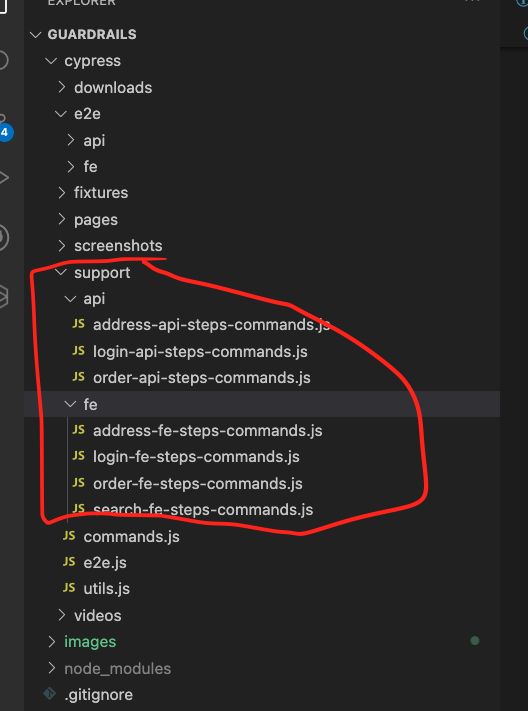 EXPLORER
GUARDRAILS
cypress
downloads
e2e
api
fe
fixtures
pages
screenshots
support
api
JS address-api-steps-commands.js
JS login-api-steps-commands.js
JS order-api-steps-commands.js
fe
JS address-fe-steps-commands.js
JS login-fe-steps-commands.js
JS order-fe-steps-commands.js
JS search-fe-steps-commands.js
JS commands.js
JS e2e.js
JS utils.js
videos
images
node_modules
.gitignore
4